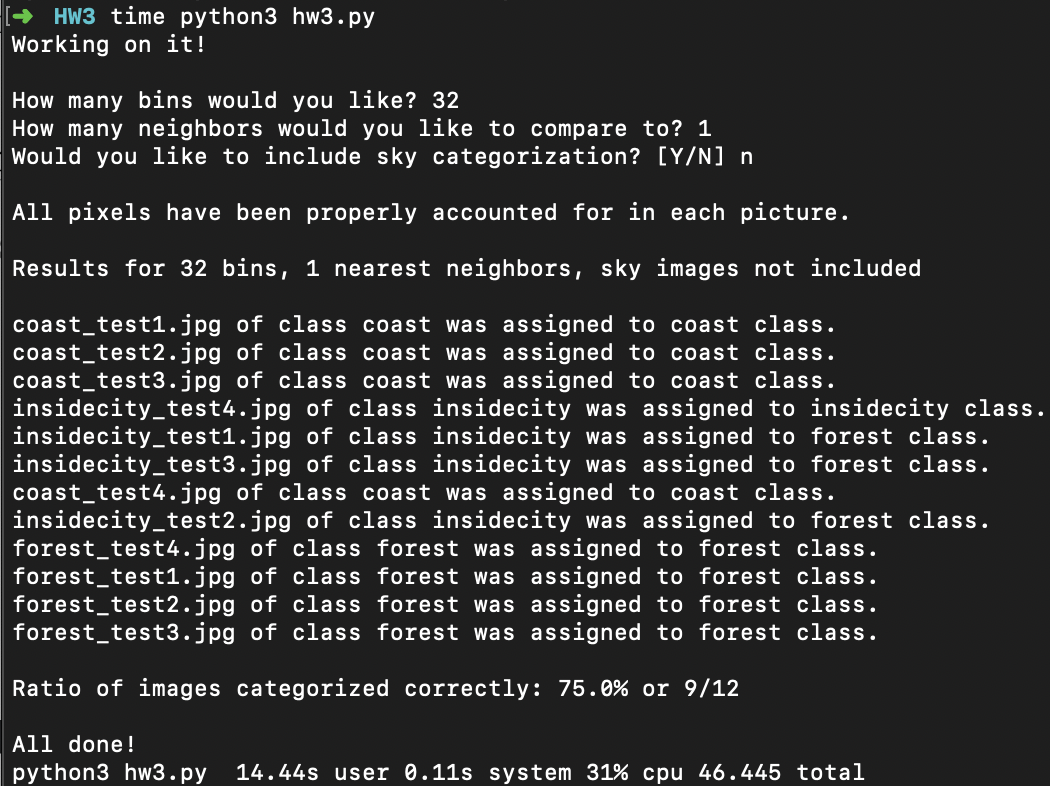 [➜ HW3 time python3 hw3.py
Working on it!
How many bins would you like? 32
How many neighbors would you like to compare to? 1
Would you like to include sky categorization? [Y/N] n
All pixels have been properly accounted for in each picture.
Results for 32 bins, 1 nearest neighbors, sky images not included
coast_test1.jpg of class coast was assigned to coast class.
coast_test2.jpg of class coast was assigned to coast class.
coast_test3.jpg of class coast was assigned to coast class.
insidecity_test4.jpg of class insidecity was assigned to insidecity class.
insidecity_test1.jpg of class insidecity was assigned to forest class.
insidecity_test3.jpg of class insidecity was assigned to forest class.
coast_test4.jpg of class coast was assigned to coast class.
insidecity_test2.jpg of class insidecity was assigned to forest class.
forest_test4.jpg of class forest was assigned to forest class.
forest_test1.jpg of class forest was assigned to forest class.
forest_test2.jpg of class forest was assigned to forest class.
forest_test3.jpg of class forest was assigned to forest class.
Ratio of images categorized correctly: 75.0% or 9/12
All done!
python3 hw3.py  14.44s user 0.11s system 31% cpu 46.445 total